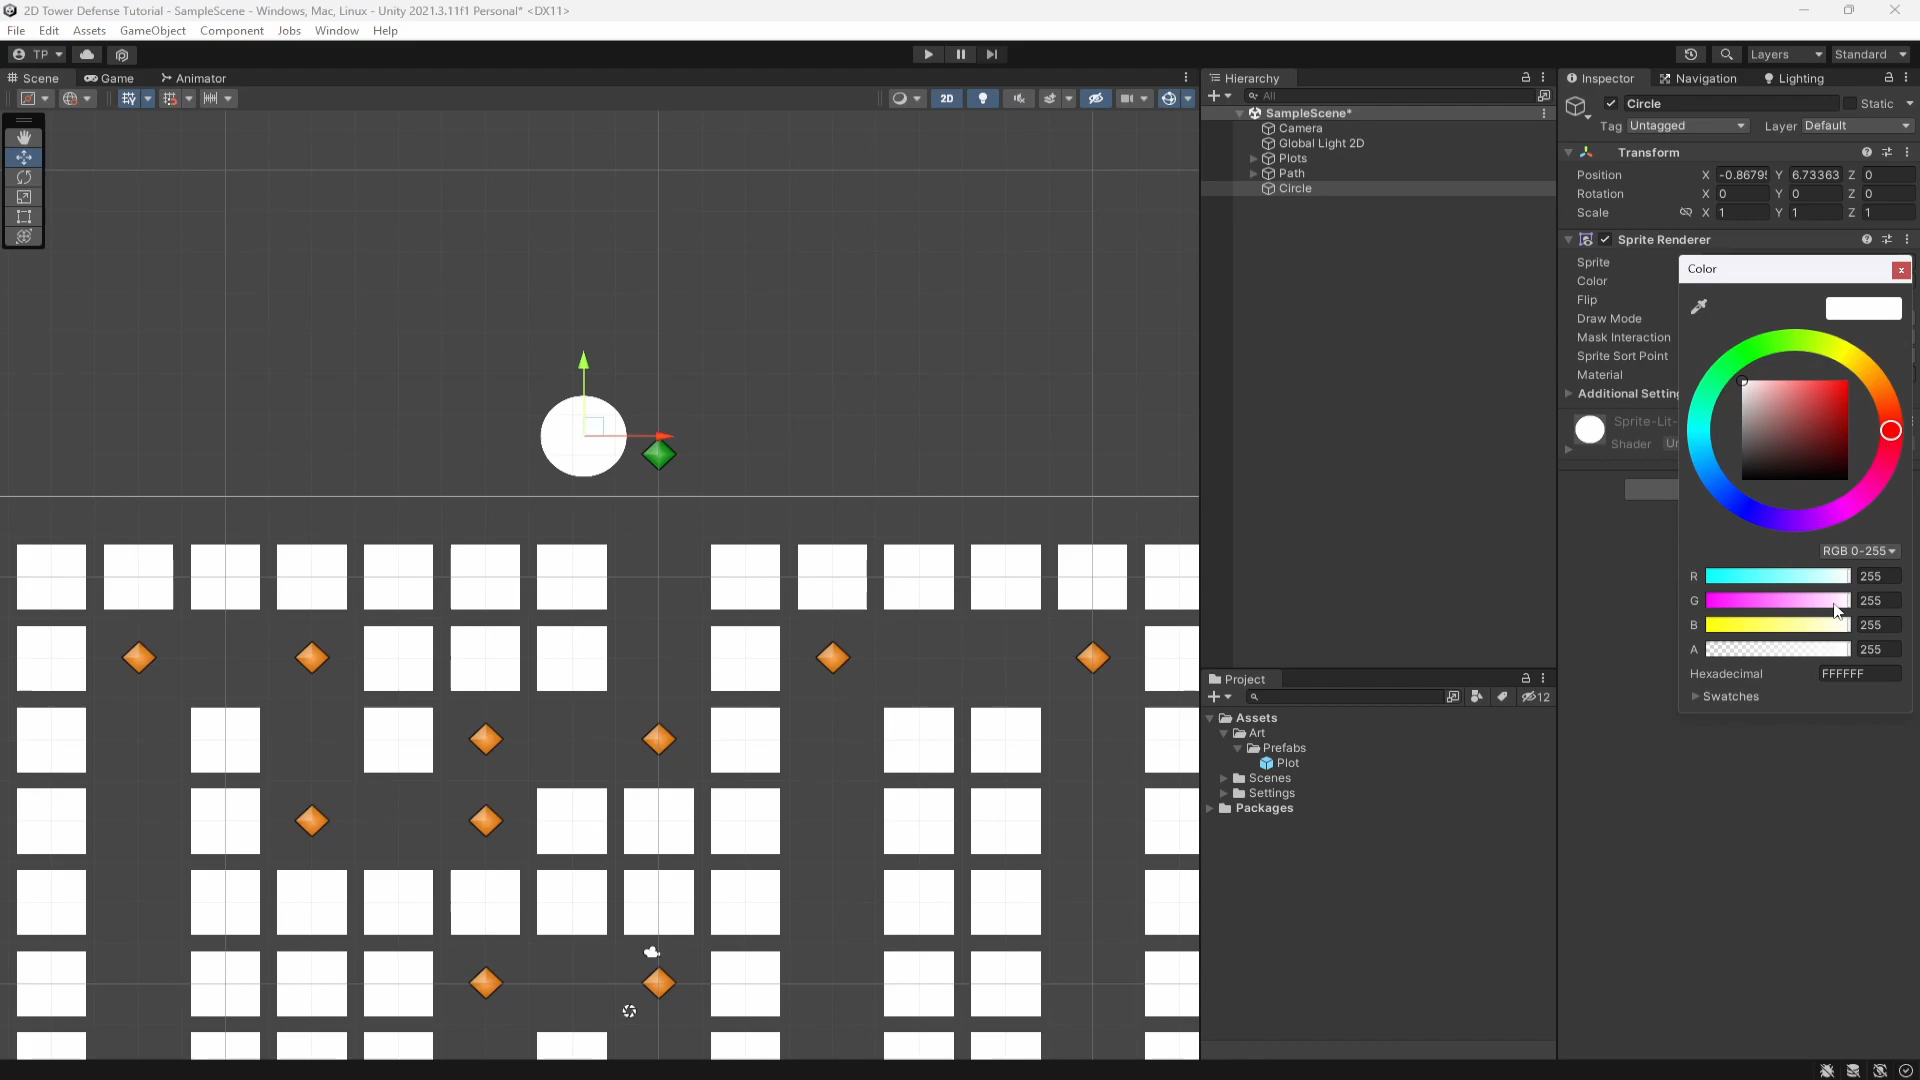 2D Tower Defense Tutorial - SampleScene - Windows, Mac, Linux - Unity 2021.3.11f1 Personal* <DX11>
File Edit Assets GameObject Component Jobs Window Help
TP Layers Standard
Scene Game Animator
2D
Hierarchy
All
SampleScene*
Camera
Global Light 2D
Plots
Path
Circle
Project
12
Assets
Art
Prefabs
Plot
Scenes
Settings
Packages
Inspector Navigation Lighting
Circle Static
Tag Untagged Layer Default
Transform
Position X -0.8679 Y 6.73363 Z 0
Rotation X 0 Y 0 Z 0
Scale X 1 Y 1 Z 1
Sprite Renderer
Sprite
Color
Flip
Draw Mode
Mask Interaction
Sprite Sort Point
Material
Additional Setting
Sprite-Lit-
Shader
Color
x
RGB 0-255
R 255
G 255
B 255
A 255
Hexadecimal FFFFFF
Swatches